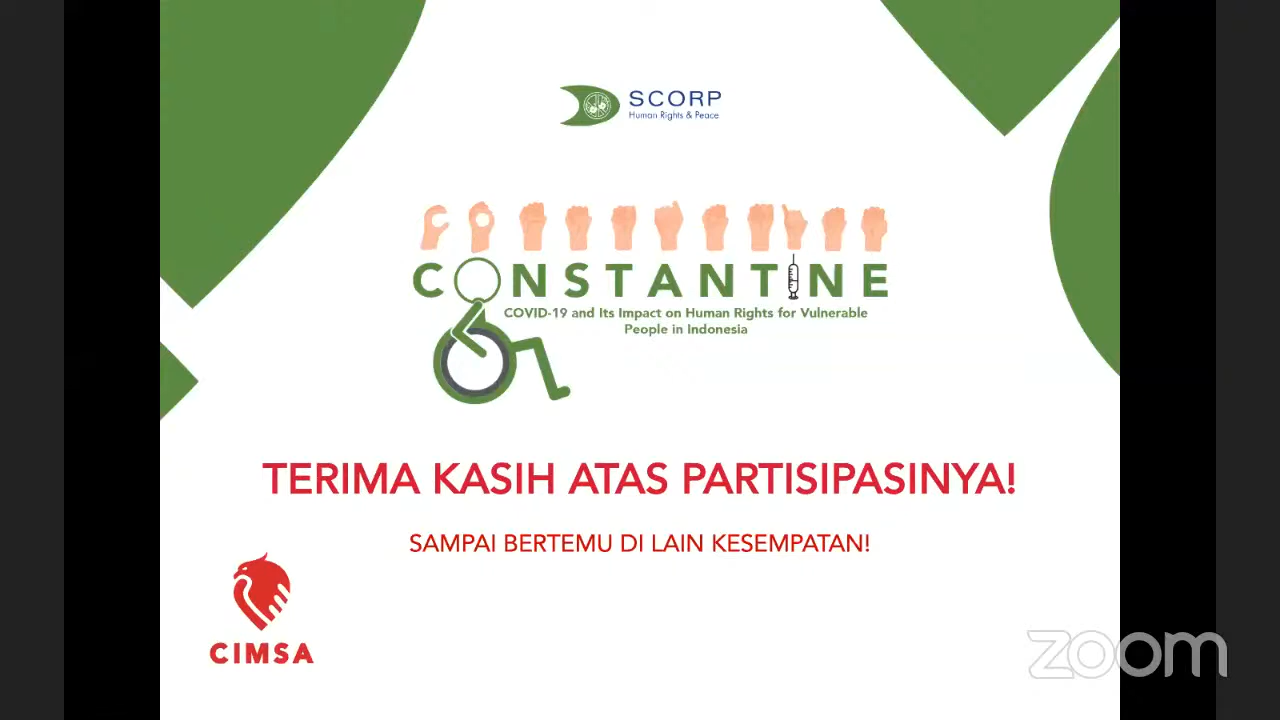 SCORP
Human Rights & Peace
CONSTANTINE
COVID-19 and Its Impact on Human Rights for Vulnerable
People in Indonesia
TERIMA KASIH ATAS PARTISIPASINYA!
SAMPAI BERTEMU DI LAIN KESEMPATAN!
CIMSA
zoom